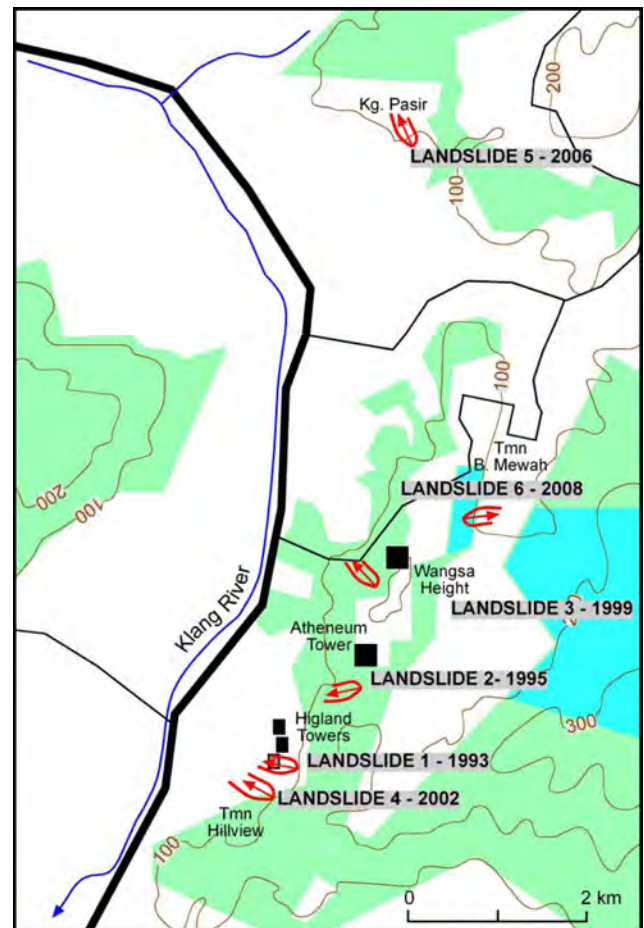 200
Kg. Pasir
LANDSLIDE 5 - 2006
100
100
Tmn
B. Mewah
LANDSLIDE 6 - 2008
200
100
Wangsa
Height
LANDSLIDE 3 - 1999
Klang River
Atheneum
Tower
LANDSLIDE 2- 1995
Higland
Towers
300
LANDSLIDE 1 - 1993
LANDSLIDE 4 - 2002
Tmn
Hillview
100
0 2 km